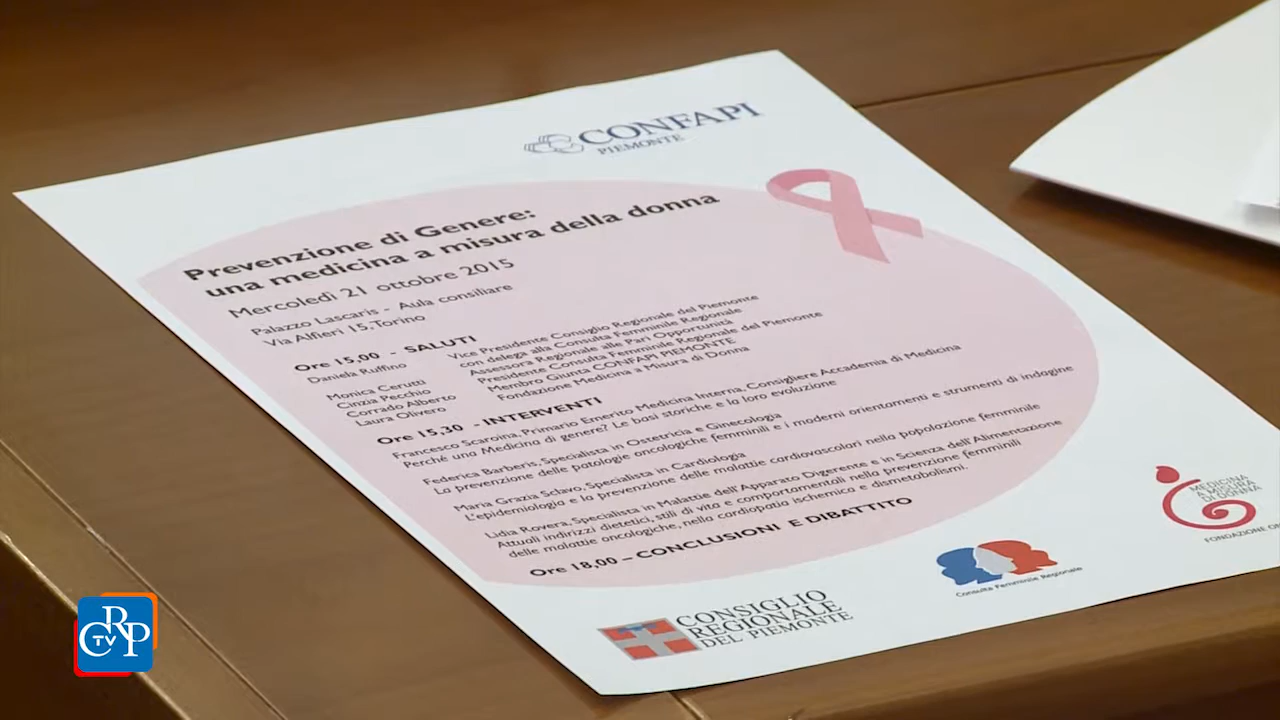 CONFAPI
PIEMONTE
Prevenzione di Genere:
una medicina a misura della donna
Mercoledì 21 ottobre 2015
Palazzo Lascaris - Aula consiliare
Via Alfieri 15, Torino
Ore 15,00 - SALUTI
Daniela Ruffino Vice Presidente Consiglio Regionale del Piemonte
con delega alla Consulta Femminile Regionale
Monica Cerutti Assessora Regionale alle Pari Opportunità
Cinzia Pecchio Presidente Consulta Femminile Regionale del Piemonte
Corrado Alberto Membro Giunta CONFAPI PIEMONTE
Laura Olivero Fondazione Medicina a Misura di Donna
Ore 15,30 - INTERVENTI
Francesco Scaroina, Primario Emerito Medicina Interna, Consigliere Accademia di Medicina
Perché una Medicina di genere? Le basi storiche e la loro evoluzione
Federica Barberis, Specialista in Ostetricia e Ginecologia
La prevenzione delle patologie oncologiche femminili e i moderni orientamenti e strumenti di indagine
Maria Grazia Sclavo, Specialista in Cardiologia
L'epidemiologia e la prevenzione delle malattie cardiovascolari nella popolazione femminile
Lidia Rovera, Specialista in Malattie dell'Apparato Digerente e in Scienza dell'Alimentazione
Attuali indirizzi dietetici, stili di vita e comportamentali nella prevenzione femminili
delle malattie oncologiche, nella cardiopatia ischemica e dismetabolismi.
Ore 18,00 – CONCLUSIONI E DIBATTITO
CONSIGLIO
REGIONALE
DEL PIEMONTE
Consulta Femminile Regionale
MEDICINA
A MISURA
DI DONNA
FONDAZIONE
CRP
TV